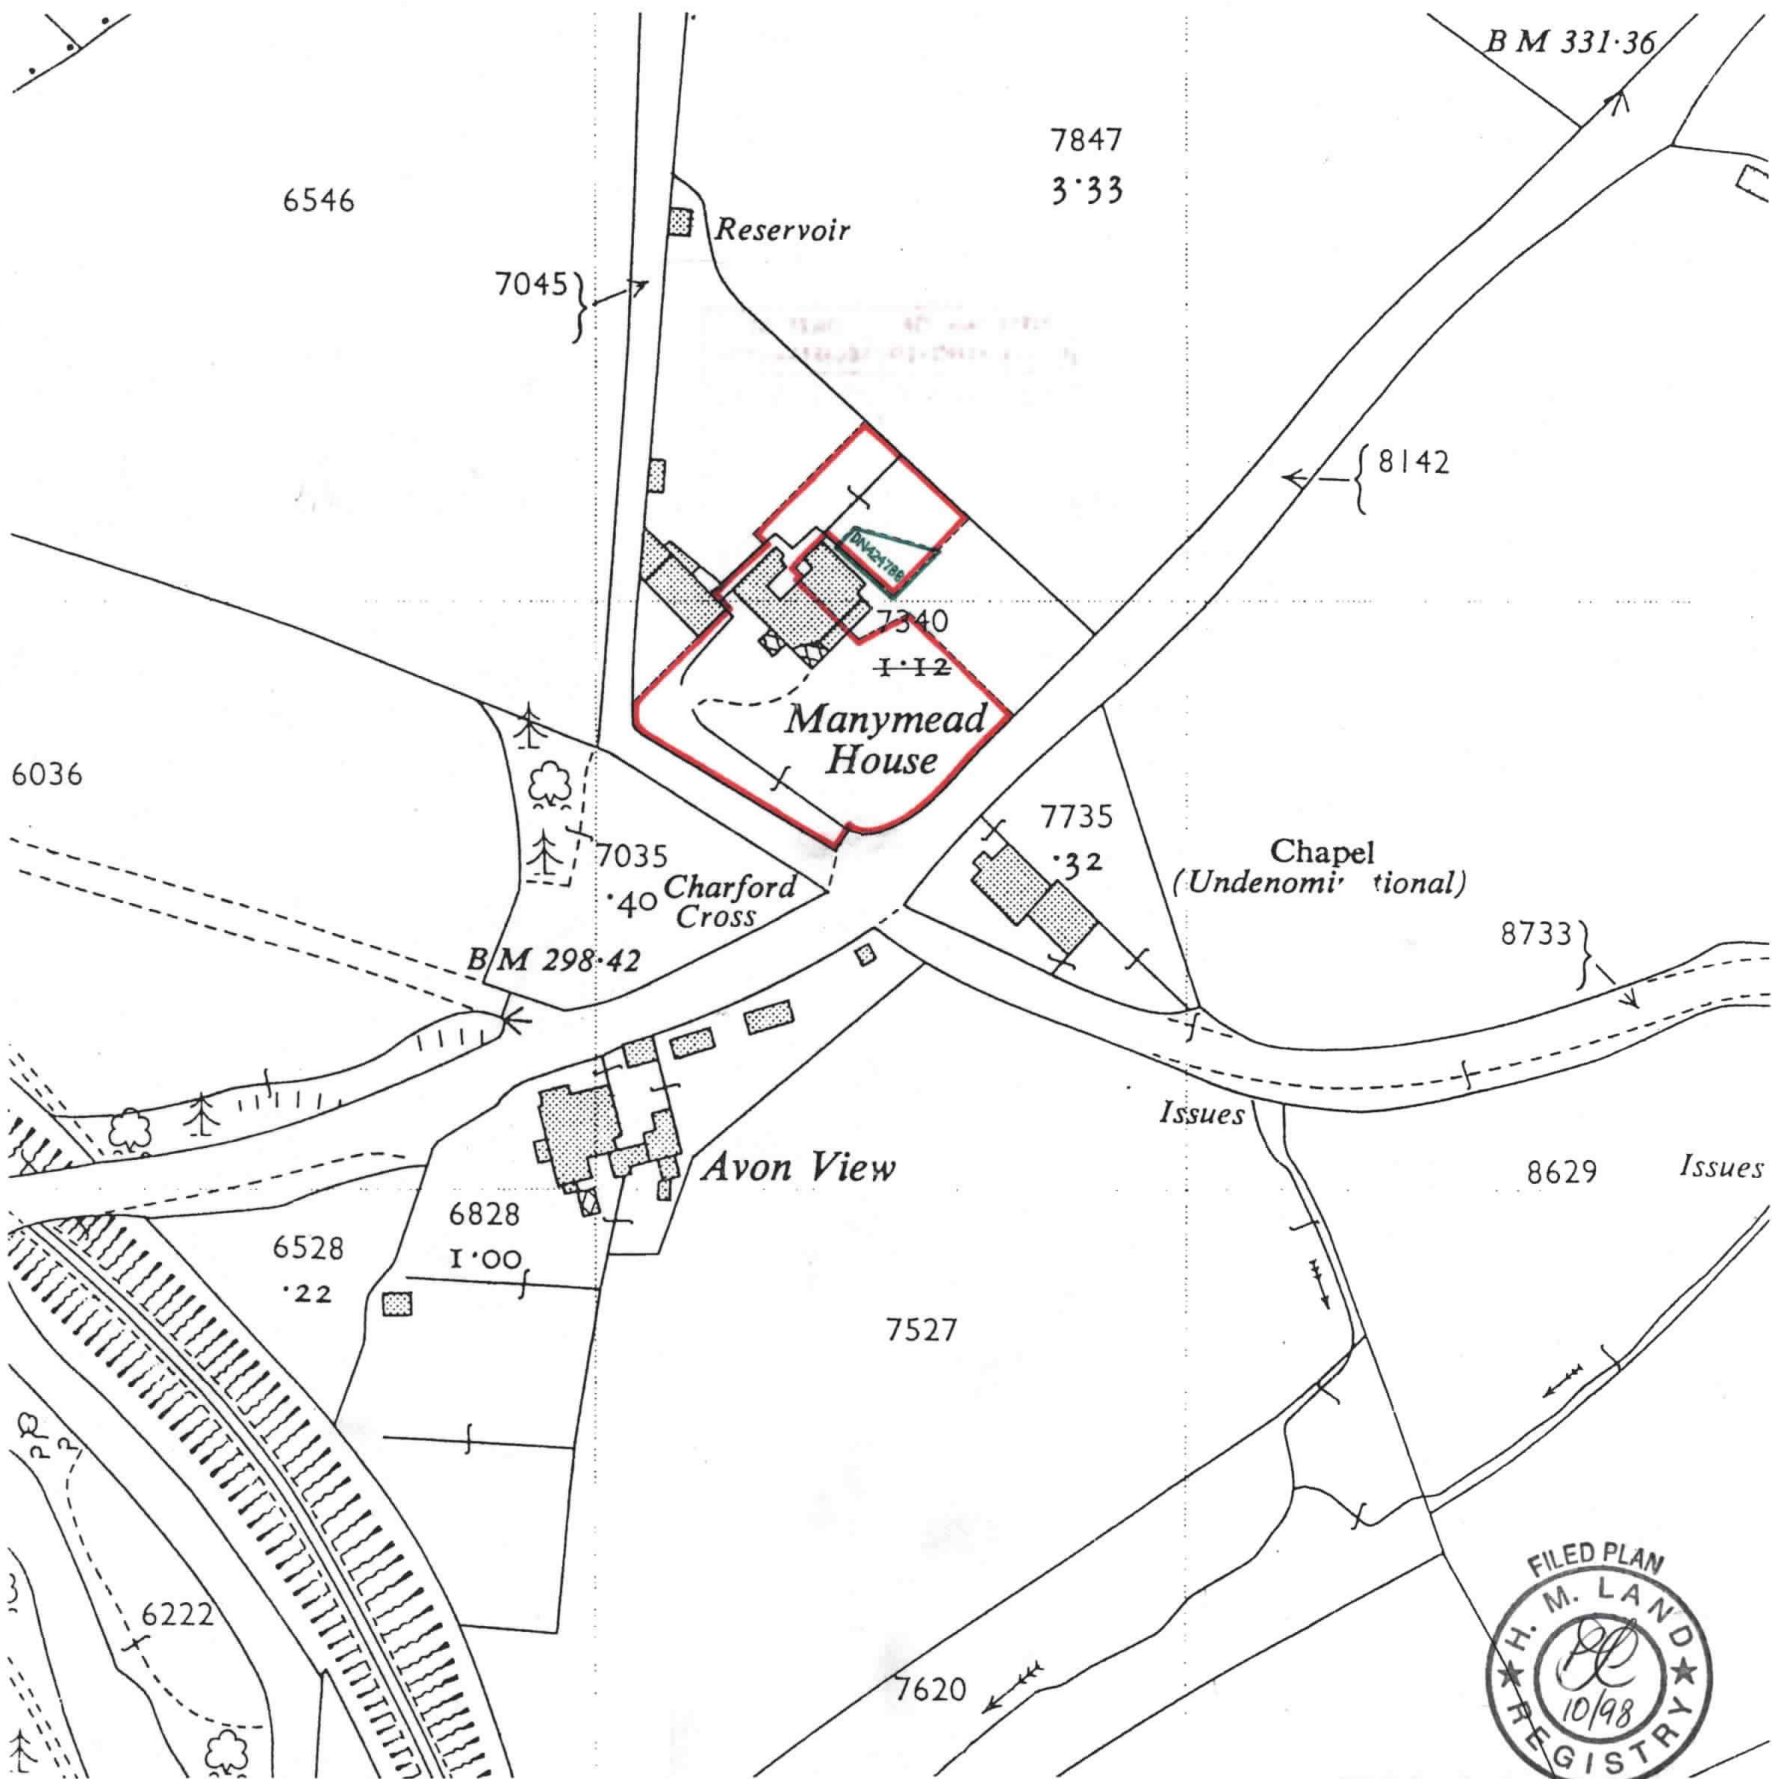 B M 331·36
7847
3·33
6546
Reservoir
7045
8142
DN424788
7340
1·12
Manymead
House
6036
7735
·32
7035
·40
Charford
Cross
Chapel
(Undenomi tional)
B M 298·42
8733
Issues
Avon View
8629
Issues
6828
1·00
6528
·22
7527
6222
7620
FILED PLAN
H. M. LAND
REGISTRY
10/98